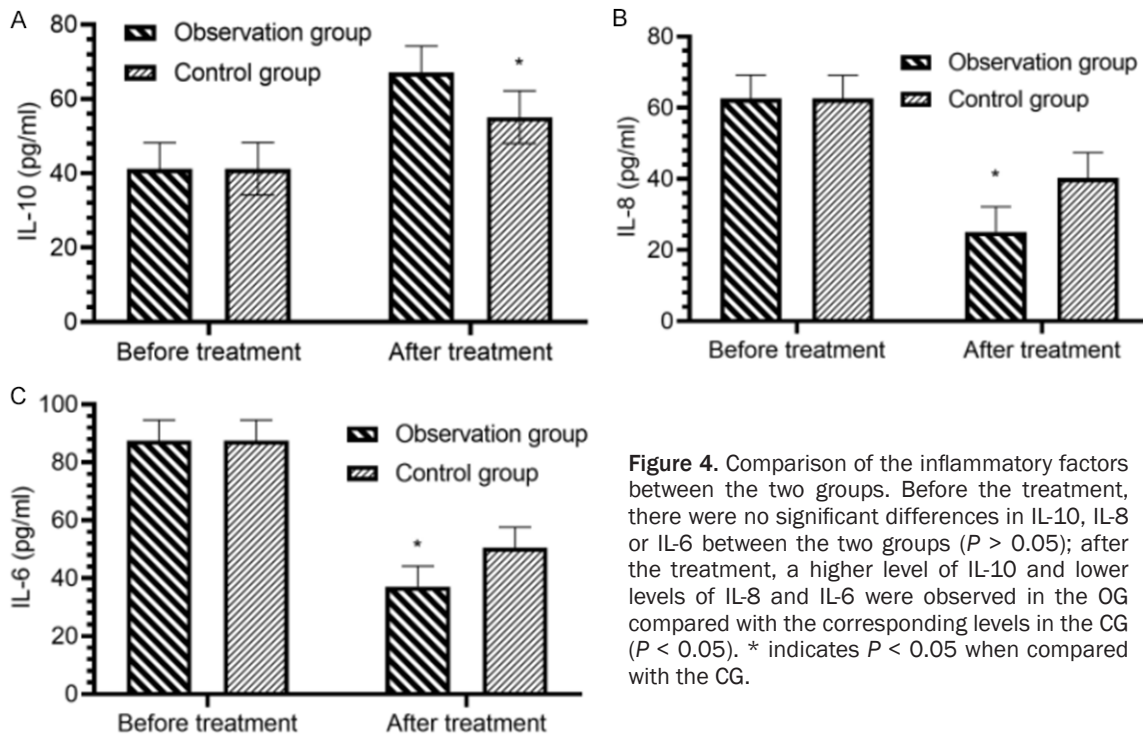 A
80
60
40
20
0
IL-10 (pg/ml)
Observation group
Control group
*
Before treatment
After treatment
B
80
60
40
20
0
IL-8 (pg/ml)
Observation group
Control group
*
Before treatment
After treatment
C
100
80
60
40
20
0
IL-6 (pg/ml)
Observation group
Control group
*
Before treatment
After treatment
Figure 4. Comparison of the inflammatory factors
between the two groups. Before the treatment,
there were no significant differences in IL-10, IL-8
or IL-6 between the two groups (P > 0.05); after
the treatment, a higher level of IL-10 and lower
levels of IL-8 and IL-6 were observed in the OG
compared with the corresponding levels in the CG
(P < 0.05). * indicates P < 0.05 when compared
with the CG.